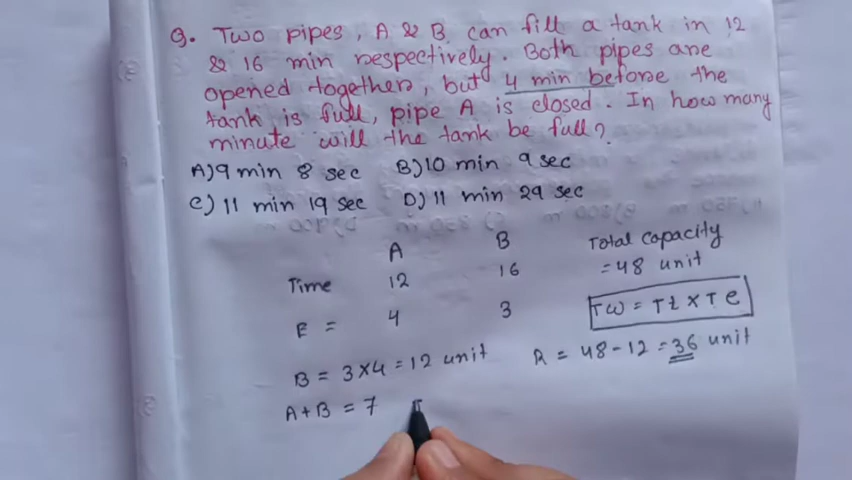 Q. Two pipes, A & B can fill a tank in 12
& 16 min respectively. Both pipes are
opened together, but 4 min before the
tank is full, pipe A is closed. In how many
minute will the tank be full?
A) 9 min 8 sec B) 10 min 9 sec
C) 11 min 19 sec D) 11 min 29 sec
A B Total capacity
Time 12 16 = 48 unit
E = 4 3 TW = Tt x TE
B = 3x4 = 12 unit R = 48 - 12 = 36 unit
A+B = 7